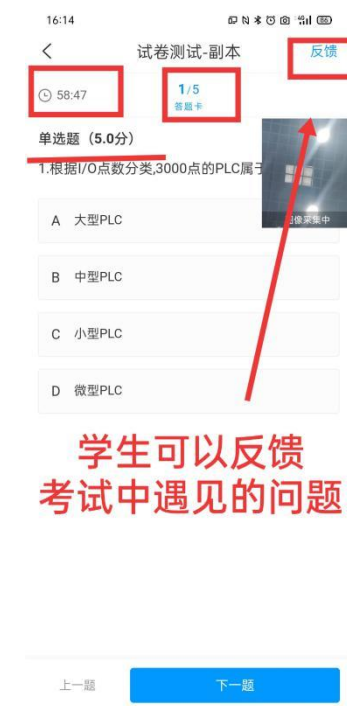 16:14
试卷测试-副本
反馈
58:47
1/5
答题卡
单选题（5.0分）
1.根据I/O点数分类,3000点的PLC属于
图像采集中
A 大型PLC
B 中型PLC
C 小型PLC
D 微型PLC
学生可以反馈
考试中遇见的问题
上一题
下一题